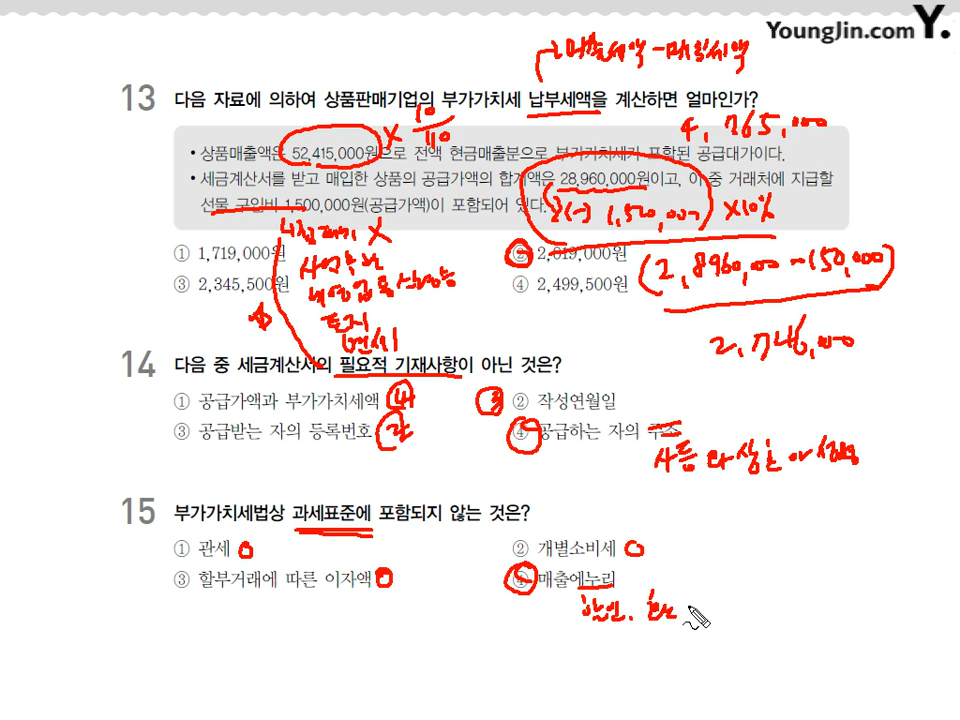 YoungJin.com Y.
매출세액-매입세액
13 다음 자료에 의하여 상품판매기업의 부가가치세 납부세액을 계산하면 얼마인가?
× 10/110
4,765,000
• 상품매출액은 52,415,000원으로 전액 현금매출분으로 부가가치세가 포함된 공급대가이다.
• 세금계산서를 받고 매입한 상품의 공급가액의 합계액은 28,960,000원이고, 이 중 거래처에 지급할
선물 구입비 1,500,000원(공급가액)이 포함되어 있다.
×10%
① 1,719,000원
② 2,019,000원
③ 2,345,500원
④ 2,499,500원
토지
면세
2,746,000
14 다음 중 세금계산서의 필요적 기재사항이 아닌 것은?
① 공급가액과 부가가치세액
② 작성연월일
③ 공급받는 자의 등록번호
④ 공급하는 자의 주소
15 부가가치세법상 과세표준에 포함되지 않는 것은?
① 관세
② 개별소비세
③ 할부거래에 따른 이자액
④ 매출에누리